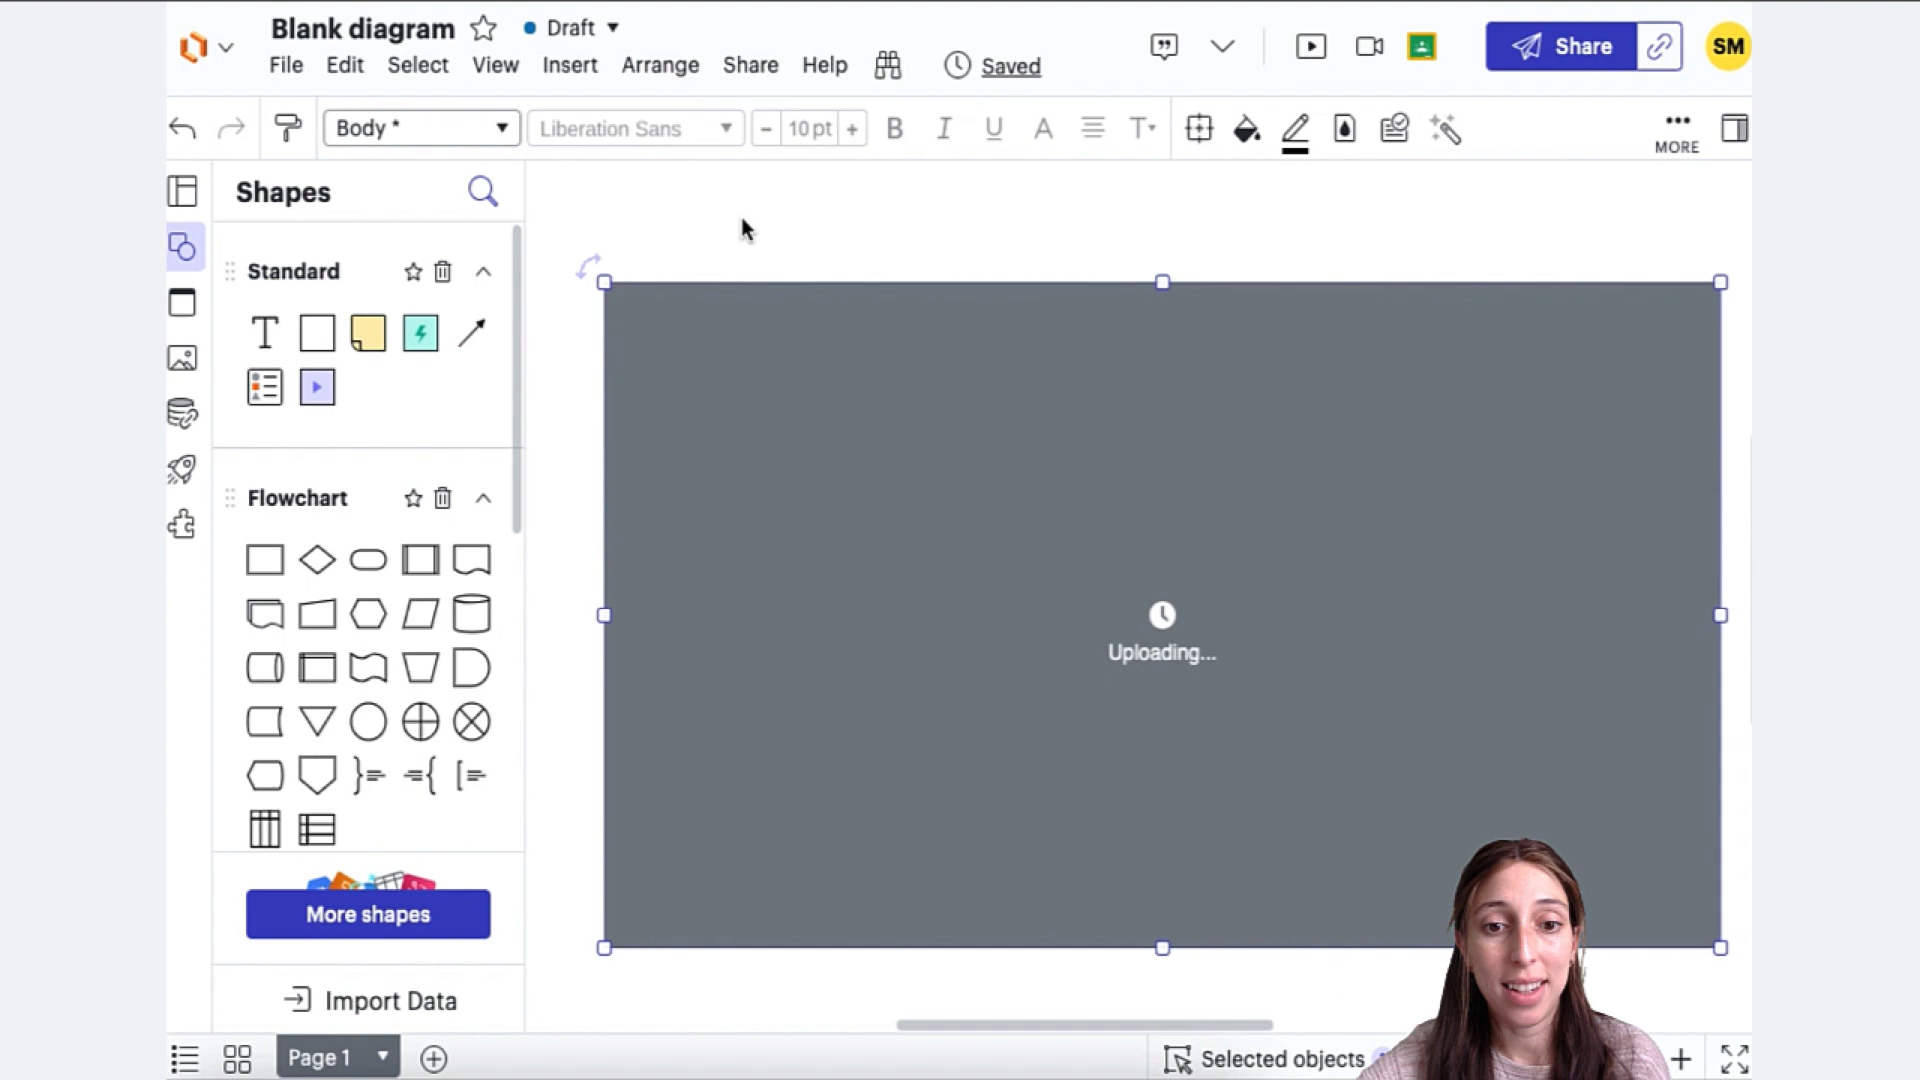 Blank diagram
Draft
File Edit Select View Insert Arrange Share Help Saved
Share
SM
Body *
Liberation Sans
10 pt
B I U A T
MORE
Shapes
Standard
T
Flowchart
Uploading...
More shapes
Import Data
Page 1
Selected objects